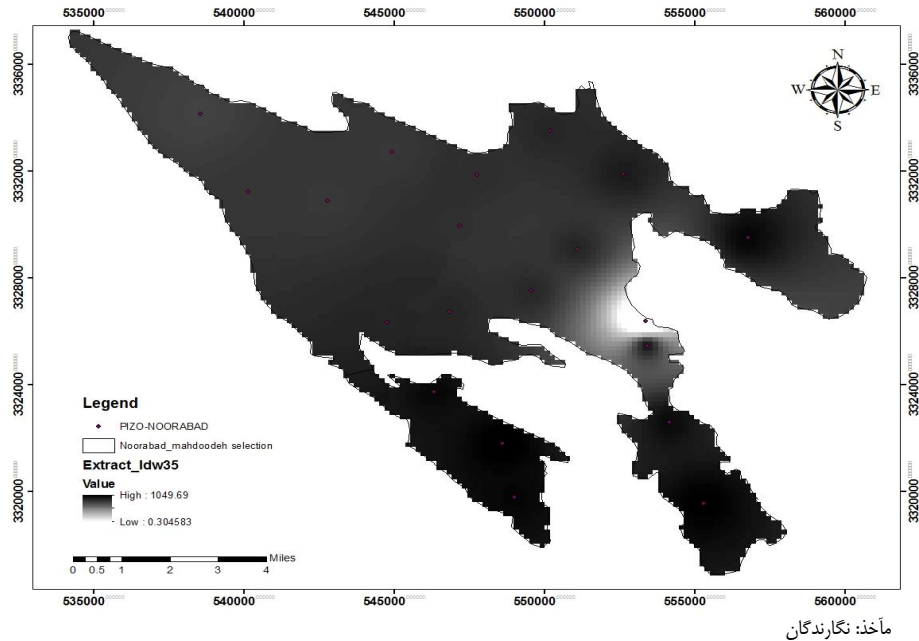 535000 540000 545000 550000 555000 560000
3336000
3332000
3328000
3324000
3320000
N
W E
S
3336000
3332000
3328000
3324000
3320000
Legend
PIZO-NOORABAD
Noorabad_mahdoodeh selection
Extract_Idw35
Value
High : 1049.69
Low : 0.304583
Miles
0 0.5 1 2 3 4
535000 540000 545000 550000 555000 560000
مأخذ: نگارندگان